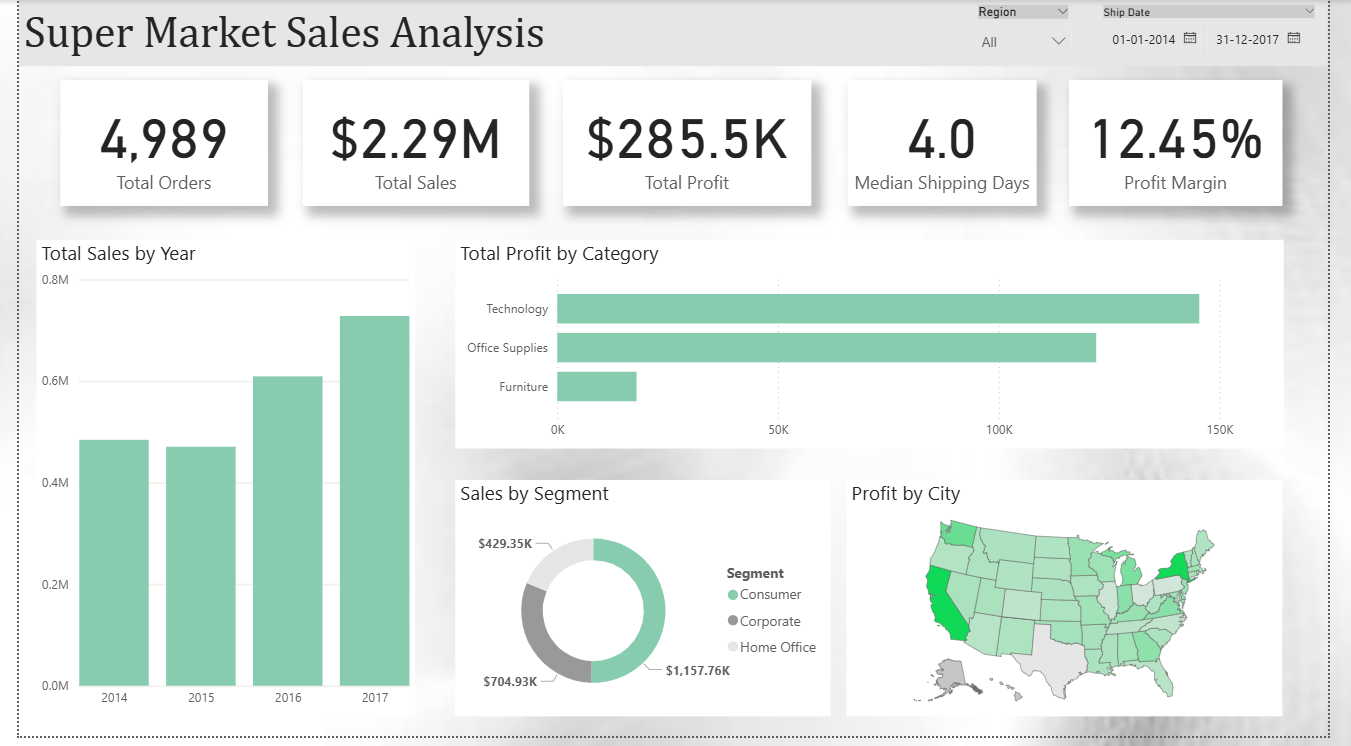 Super Market Sales Analysis
Region
All
Ship Date
01-01-2014
31-12-2017
4,989
Total Orders
$2.29M
Total Sales
$285.5K
Total Profit
4.0
Median Shipping Days
12.45%
Profit Margin
Total Sales by Year
0.8M
0.6M
0.4M
0.2M
0.0M
2014 2015 2016 2017
Total Profit by Category
Technology
Office Supplies
Furniture
0K 50K 100K 150K
Sales by Segment
$429.35K
$704.93K
$1,157.76K
Segment
Consumer
Corporate
Home Office
Profit by City